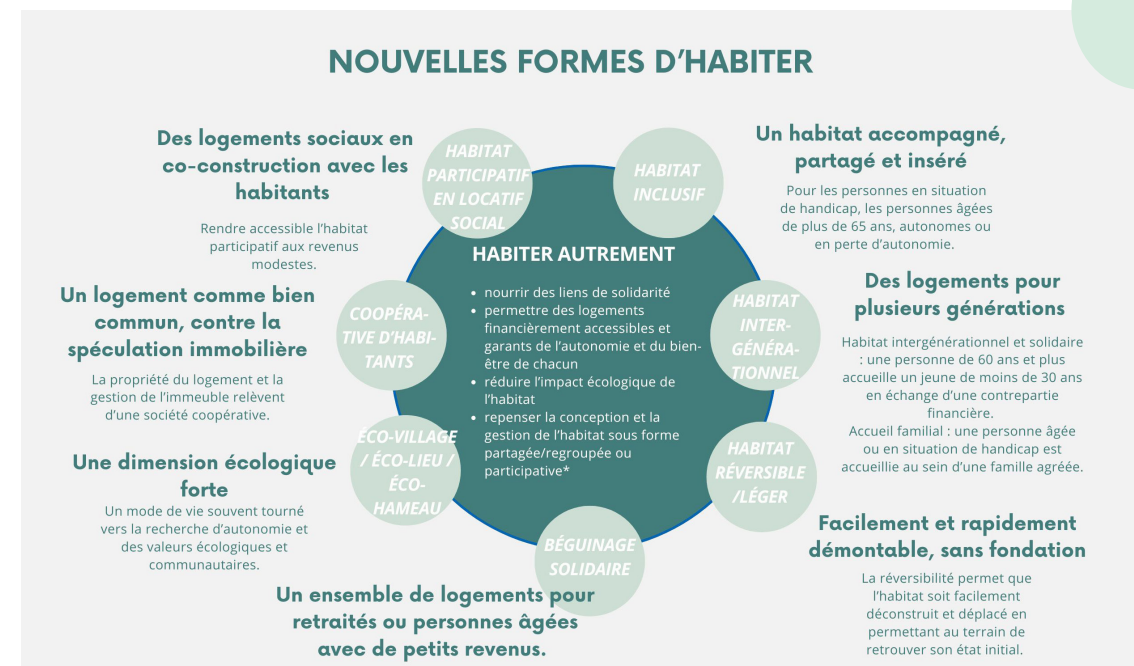 NOUVELLES FORMES D’HABITER
Des logements sociaux en
co-construction avec les
habitants
Rendre accessible l’habitat
participatif aux revenus
modestes.
HABITAT
PARTICIPATIF
EN LOCATIF
SOCIAL
HABITAT
INCLUSIF
Un habitat accompagné,
partagé et inséré
Pour les personnes en situation
de handicap, les personnes âgées
de plus de 65 ans, autonomes ou
en perte d’autonomie.
HABITER AUTREMENT
• nourrir des liens de solidarité
• permettre des logements
financièrement accessibles et
garants de l’autonomie et du bien-
être de chacun
• réduire l’impact écologique de
l’habitat
• repenser la conception et la
gestion de l’habitat sous forme
partagée/regroupée ou
participative*
Un logement comme bien
commun, contre la
spéculation immobilière
La propriété du logement et la
gestion de l’immeuble relèvent
d’une société coopérative.
COOPÉRA-
TIVE D’HABI-
TANTS
HABITAT
INTER-
GÉNÉRA-
TIONNEL
Des logements pour
plusieurs générations
Habitat intergénérationnel et solidaire
: une personne de 60 ans et plus
accueille un jeune de moins de 30 ans
en échange d’une contrepartie
financière.
Accueil familial : une personne âgée
ou en situation de handicap est
accueillie au sein d’une famille agréée.
Une dimension écologique
forte
Un mode de vie souvent tourné
vers la recherche d’autonomie et
des valeurs écologiques et
communautaires.
ÉCO-VILLAGE
/ ÉCO-LIEU /
ÉCO-
HAMEAU
HABITAT
RÉVERSIBLE
/LÉGER
Facilement et rapidement
démontable, sans fondation
La réversibilité permet que
l’habitat soit facilement
déconstruit et déplacé en
permettant au terrain de
retrouver son état initial.
BÉGUINAGE
SOLIDAIRE
Un ensemble de logements pour
retraités ou personnes âgées
avec de petits revenus.